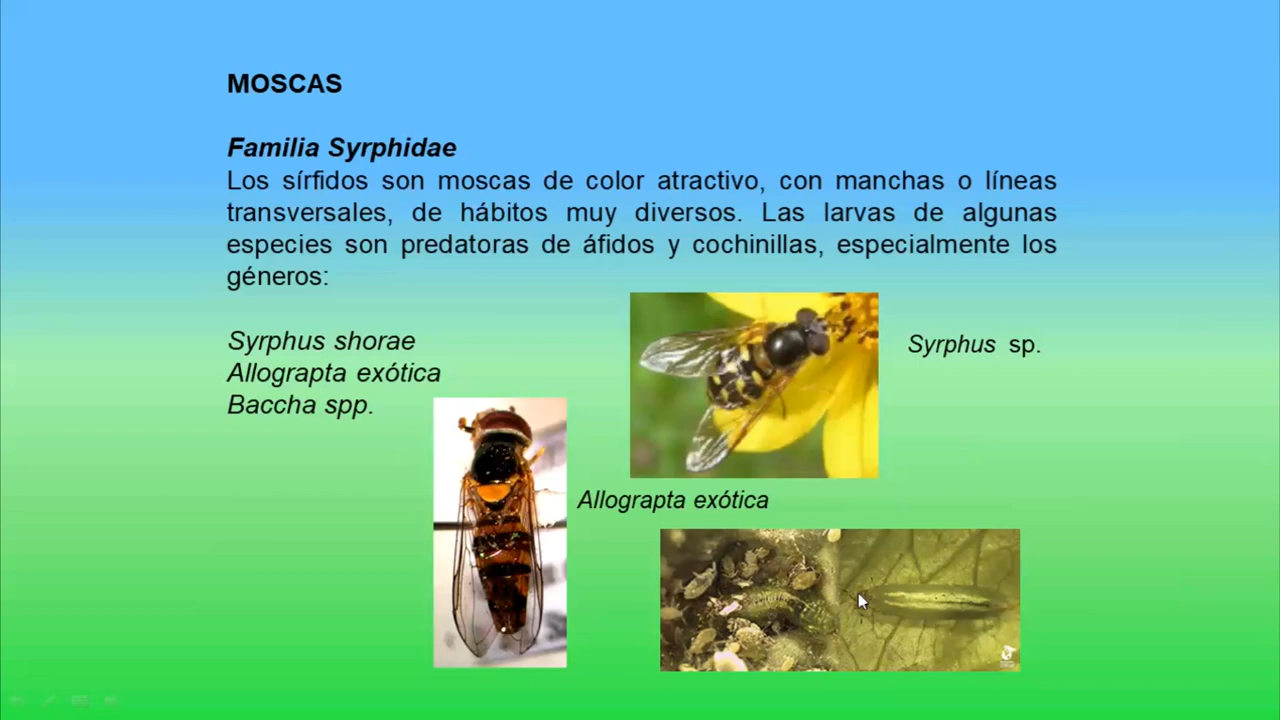 MOSCAS
Familia Syrphidae
Los sírfidos son moscas de color atractivo, con manchas o líneas
transversales, de hábitos muy diversos. Las larvas de algunas
especies son predatoras de áfidos y cochinillas, especialmente los
géneros:
Syrphus shorae
Allograpta exótica
Baccha spp.
Syrphus sp.
Allograpta exótica